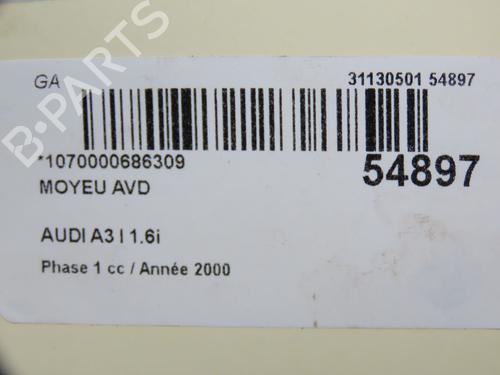 GA
31130501 54897
*1070000686309
54897
MOYEU AVD
AUDI A3 I 1.6i
Phase 1 cc / Année 2000
B-PARTS